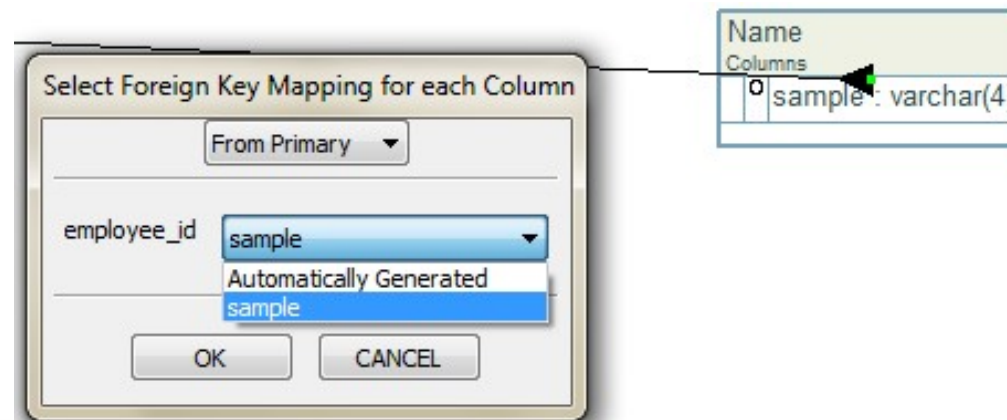 Name
Columns
o sample : varchar(4
Select Foreign Key Mapping for each Column
From Primary
employee_id
sample
Automatically Generated
sample
OK
CANCEL